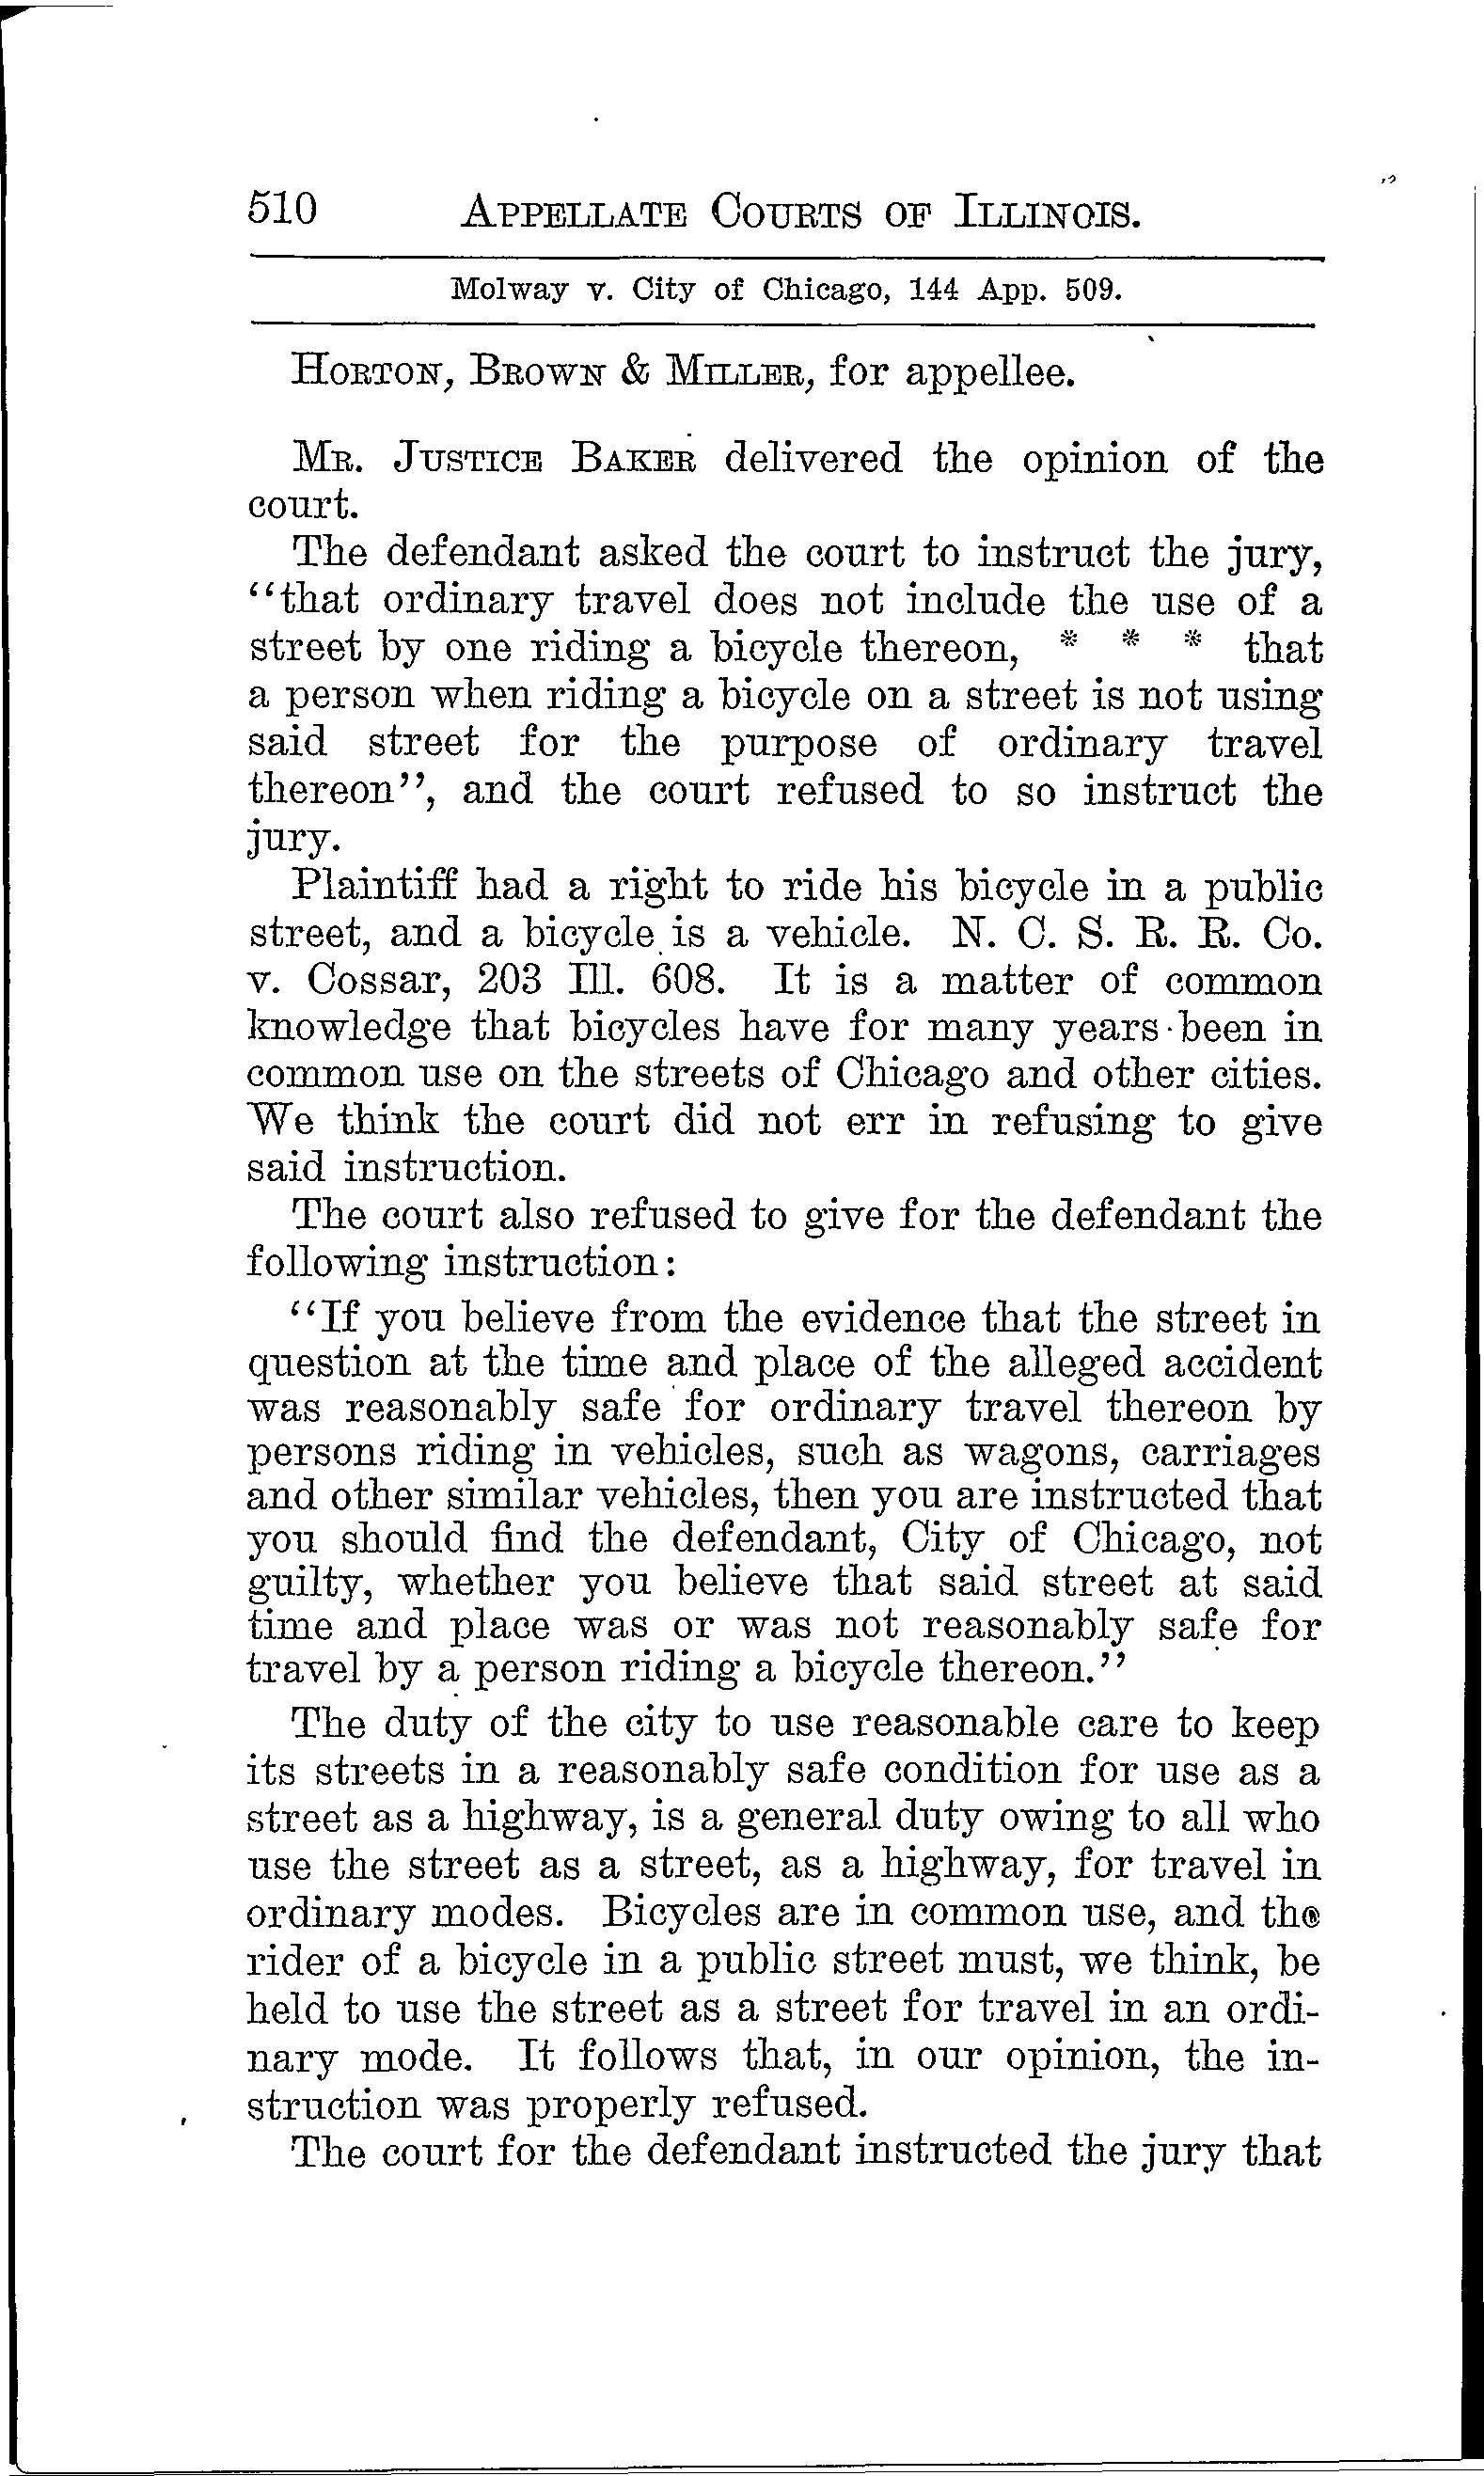 510 APPELLATE COURTS OF ILLINOIS.
Molway v. City of Chicago, 144 App. 509.
HORTON, BROWN & MILLER, for appellee.
MR. JUSTICE BAKER delivered the opinion of the
court.
The defendant asked the court to instruct the jury,
“that ordinary travel does not include the use of a
street by one riding a bicycle thereon, * * * that
a person when riding a bicycle on a street is not using
said street for the purpose of ordinary travel
thereon”, and the court refused to so instruct the
jury.
Plaintiff had a right to ride his bicycle in a public
street, and a bicycle is a vehicle. N. C. S. R. R. Co.
v. Cossar, 203 Ill. 608. It is a matter of common
knowledge that bicycles have for many years been in
common use on the streets of Chicago and other cities.
We think the court did not err in refusing to give
said instruction.
The court also refused to give for the defendant the
following instruction:
“If you believe from the evidence that the street in
question at the time and place of the alleged accident
was reasonably safe for ordinary travel thereon by
persons riding in vehicles, such as wagons, carriages
and other similar vehicles, then you are instructed that
you should find the defendant, City of Chicago, not
guilty, whether you believe that said street at said
time and place was or was not reasonably safe for
travel by a person riding a bicycle thereon.”
The duty of the city to use reasonable care to keep
its streets in a reasonably safe condition for use as a
street as a highway, is a general duty owing to all who
use the street as a street, as a highway, for travel in
ordinary modes. Bicycles are in common use, and the
rider of a bicycle in a public street must, we think, be
held to use the street as a street for travel in an ordi-
nary mode. It follows that, in our opinion, the in-
struction was properly refused.
The court for the defendant instructed the jury that